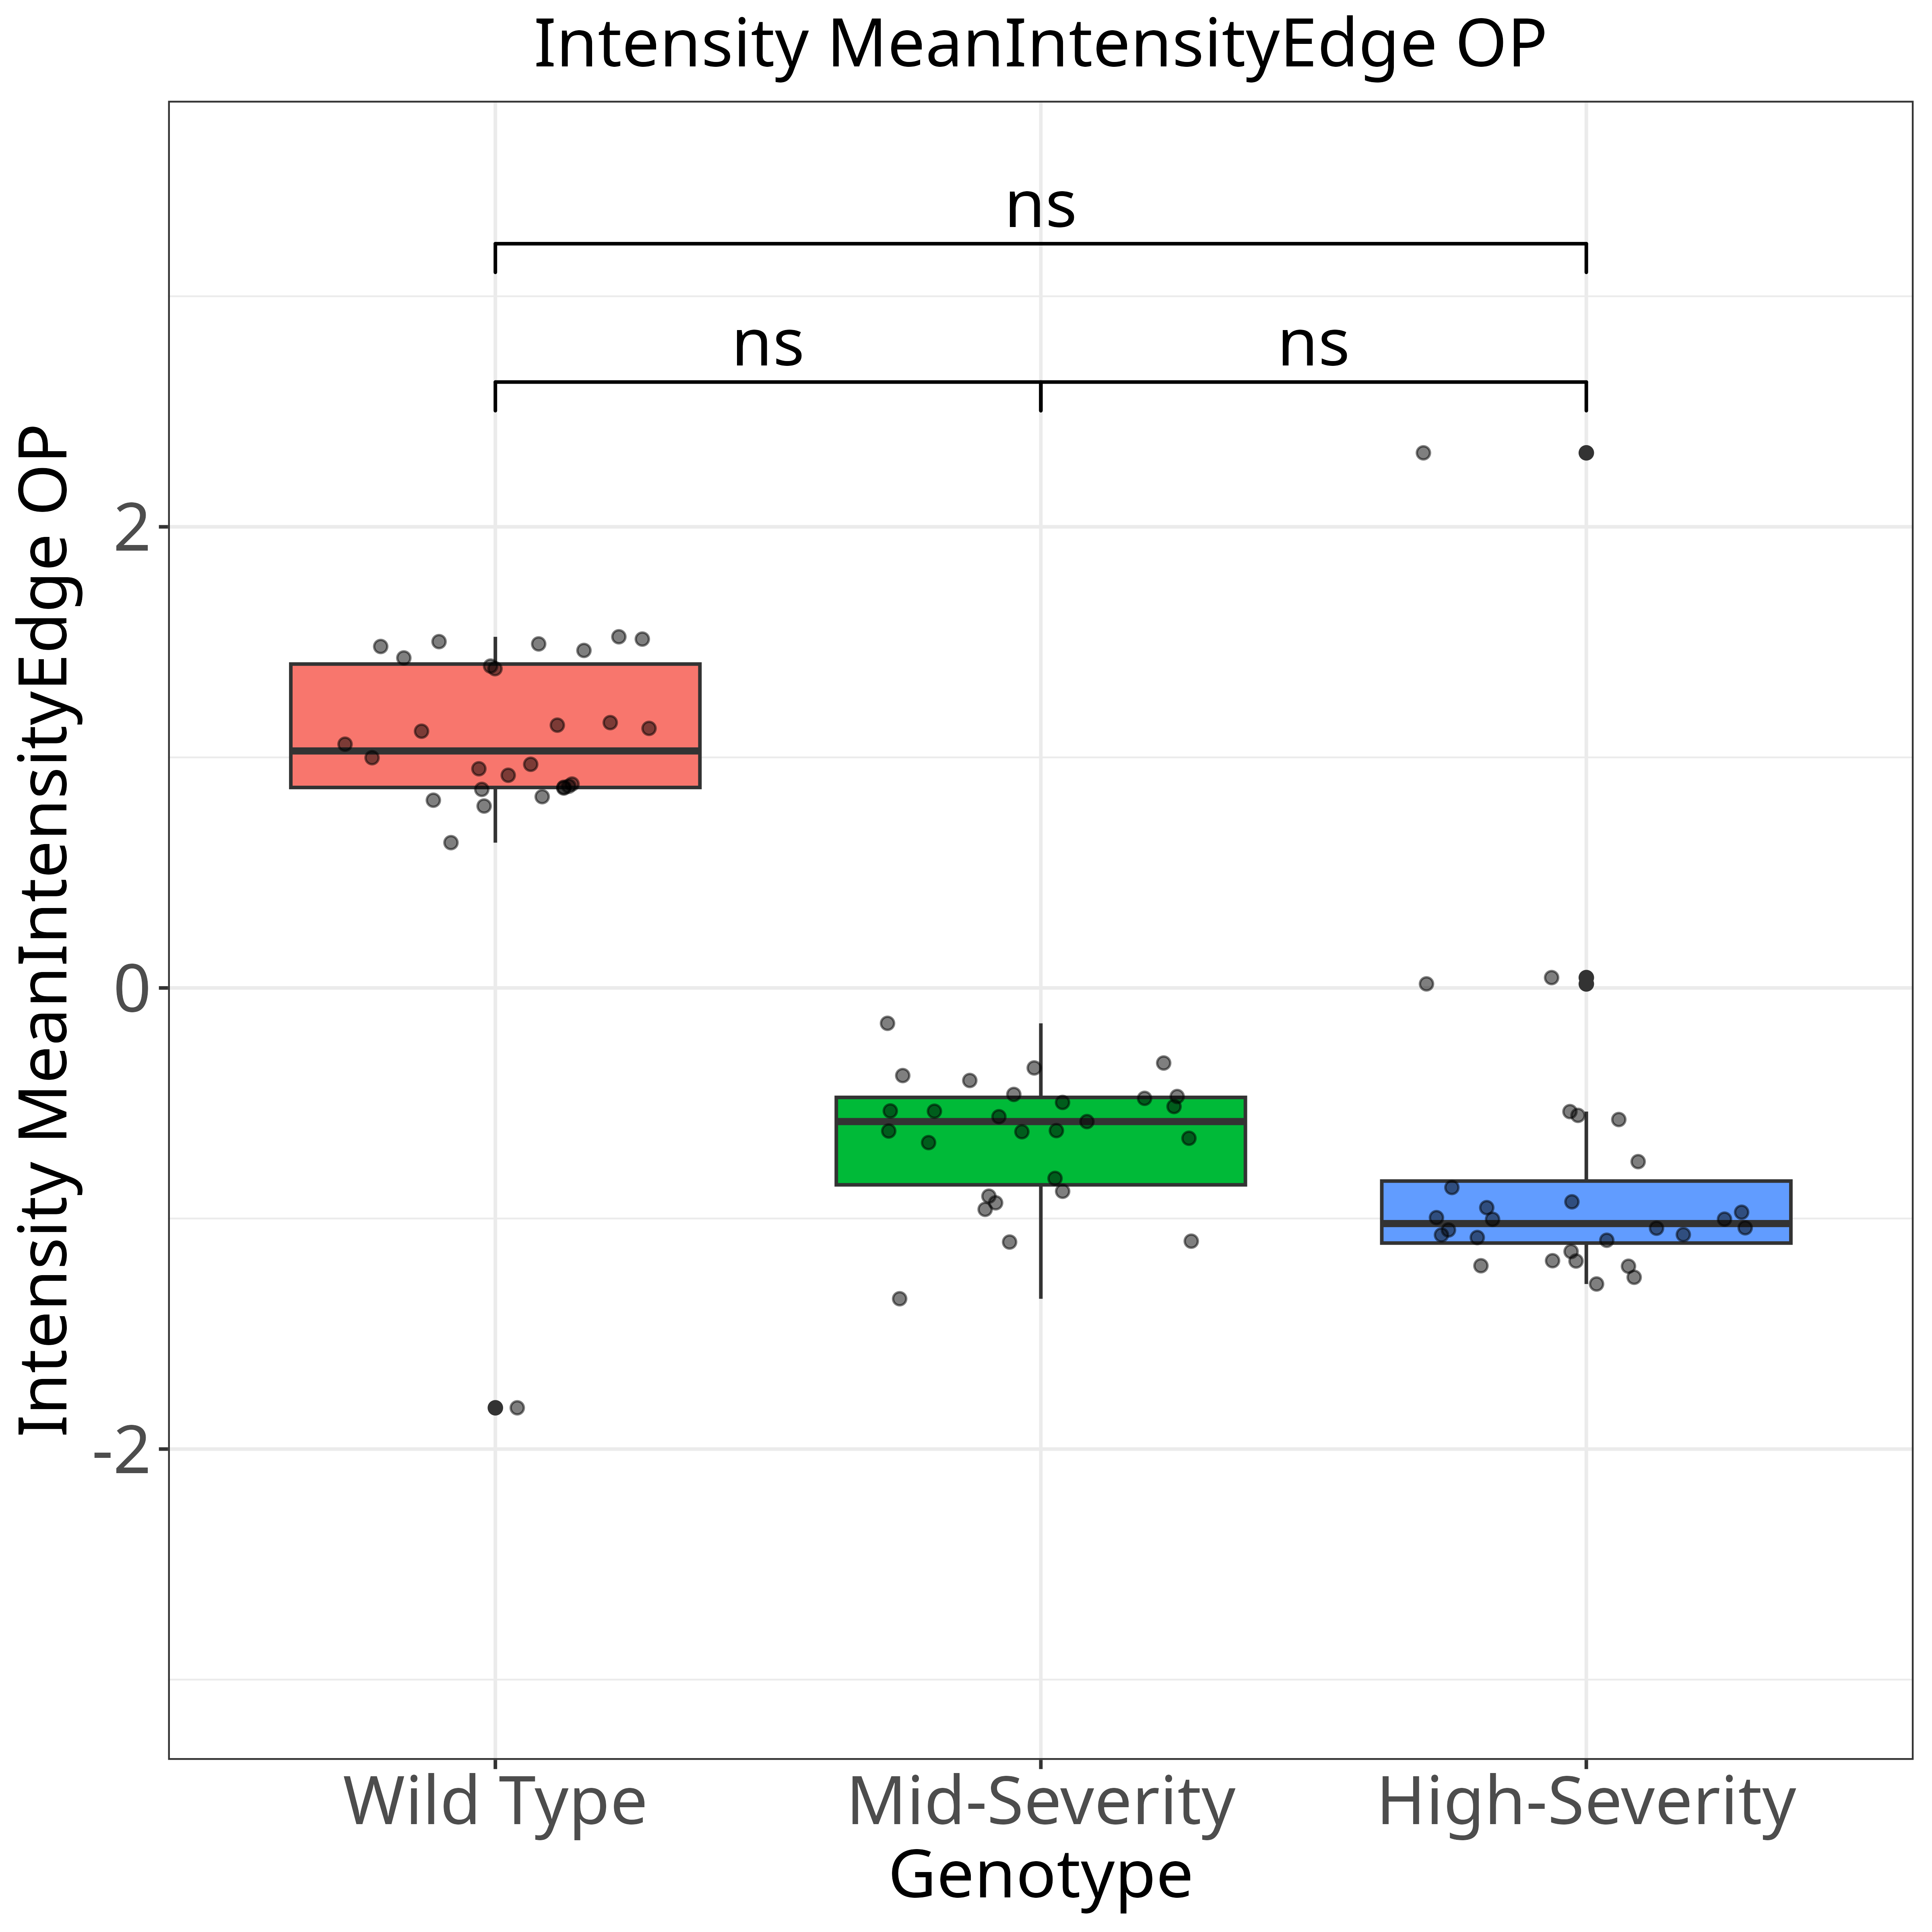 Intensity MeanIntensityEdge OP
ns
ns
ns
Intensity MeanIntensityEdge OP
2
0
-2
Wild Type
Mid-Severity
High-Severity
Genotype